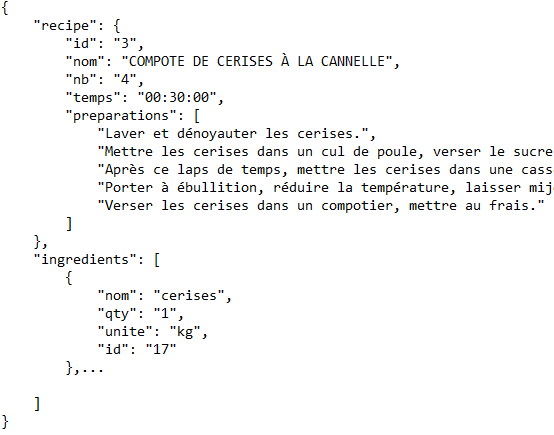 {
"recipe": {
"id": "3",
"nom": "COMPOTE DE CERISES À LA CANNELLE",
"nb": "4",
"temps": "00:30:00",
"preparations": [
"Laver et dénoyauter les cerises.",
"Mettre les cerises dans un cul de poule, verser le sucre
"Après ce laps de temps, mettre les cerises dans une cass
"Porter à ébullition, réduire la température, laisser mij
"Verser les cerises dans un compotier, mettre au frais."
]
},
"ingredients": [
{
"nom": "cerises",
"qty": "1",
"unite": "kg",
"id": "17"
},...
]
}